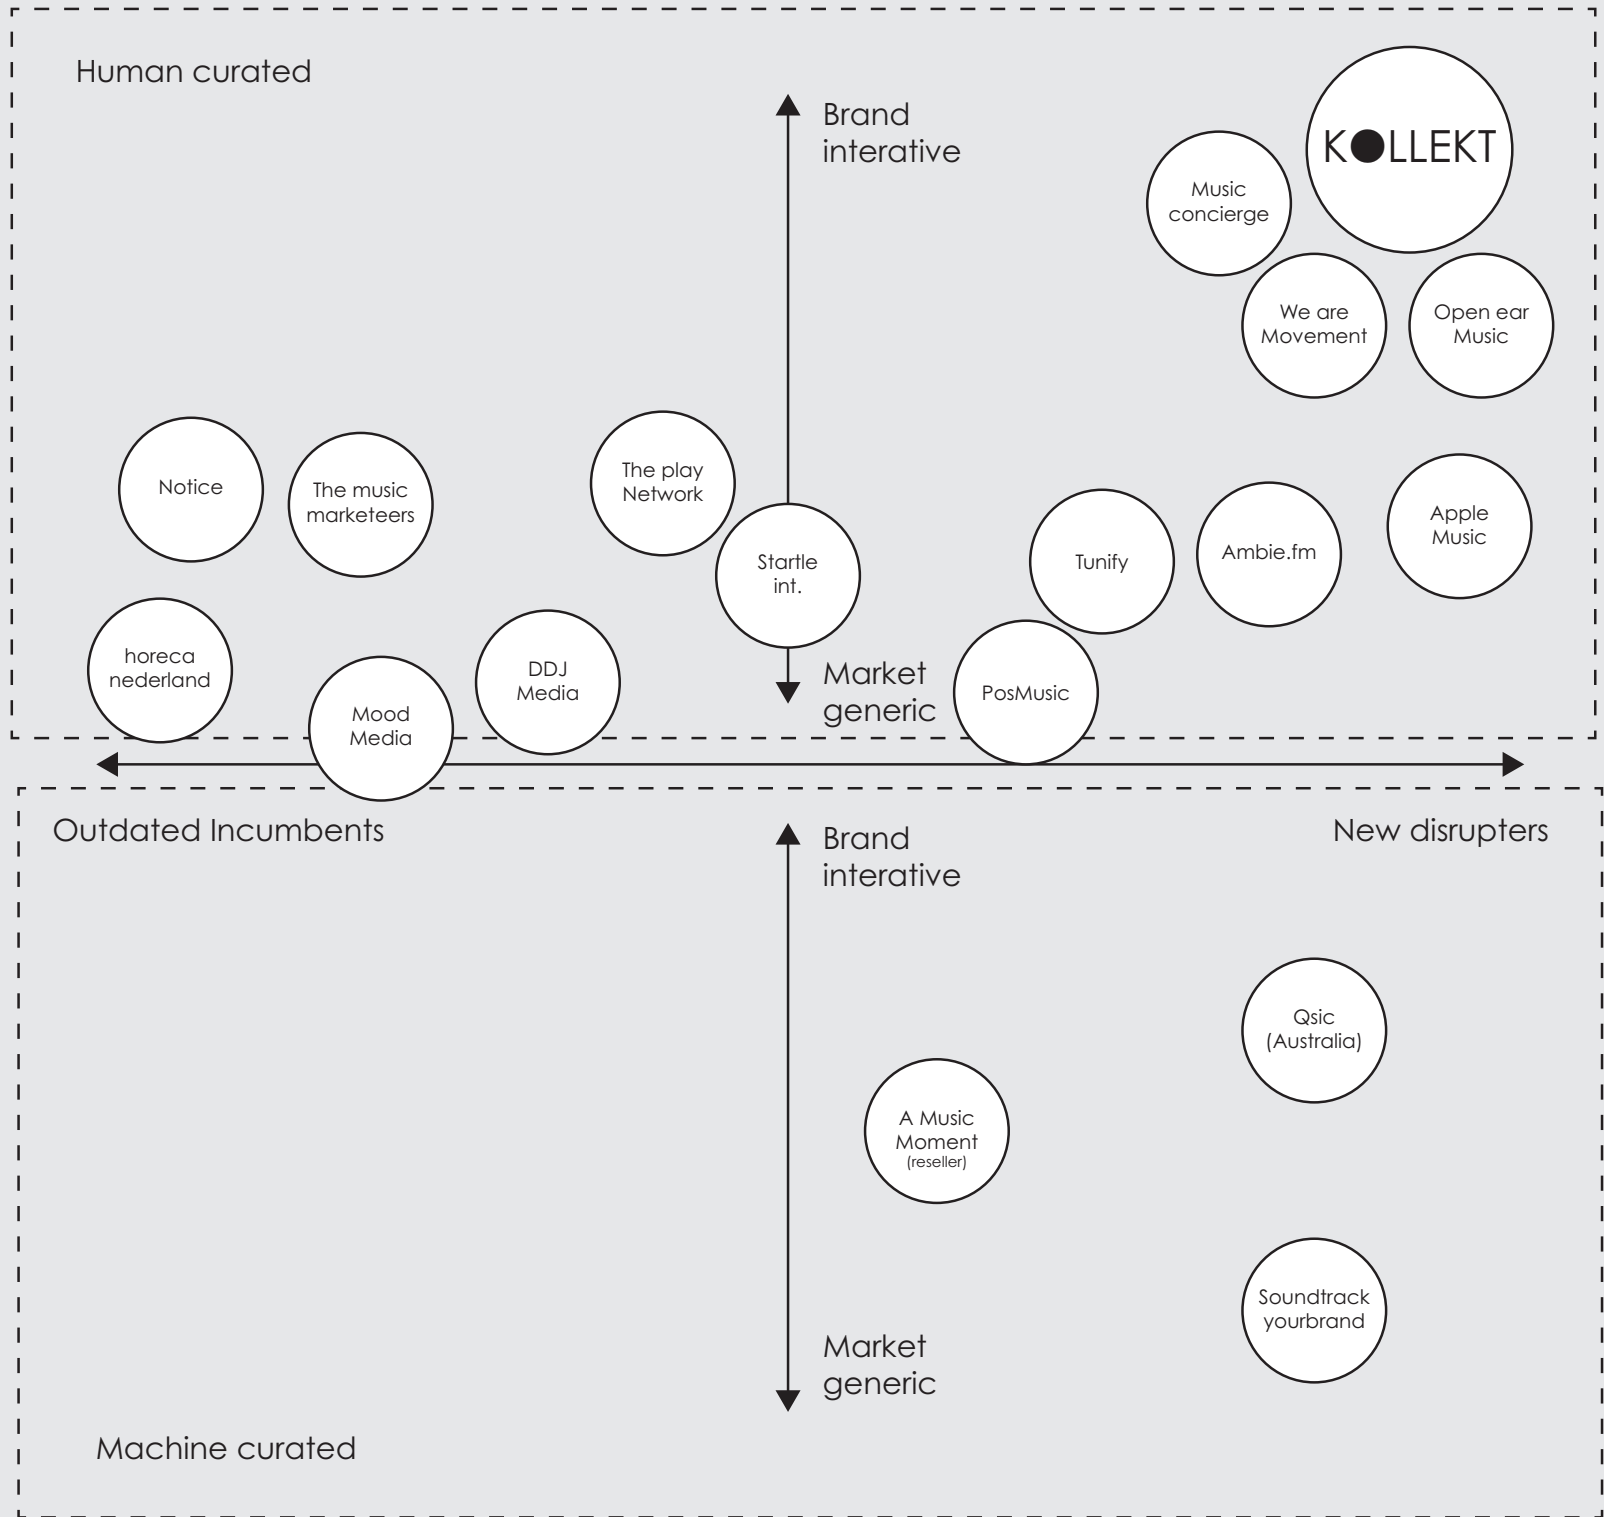 Human curated
Brand
interative
KOLLEKT
Music
concierge
We are
Movement
Open ear
Music
Notice
The music
marketeers
The play
Network
Startle
int.
Tunify
Ambie.fm
Apple
Music
horeca
nederland
Mood
Media
DDJ
Media
Market
generic
PosMusic
Outdated Incumbents
New disrupters
Brand
interative
Qsic
(Australia)
A Music
Moment
(reseller)
Soundtrack
yourbrand
Market
generic
Machine curated